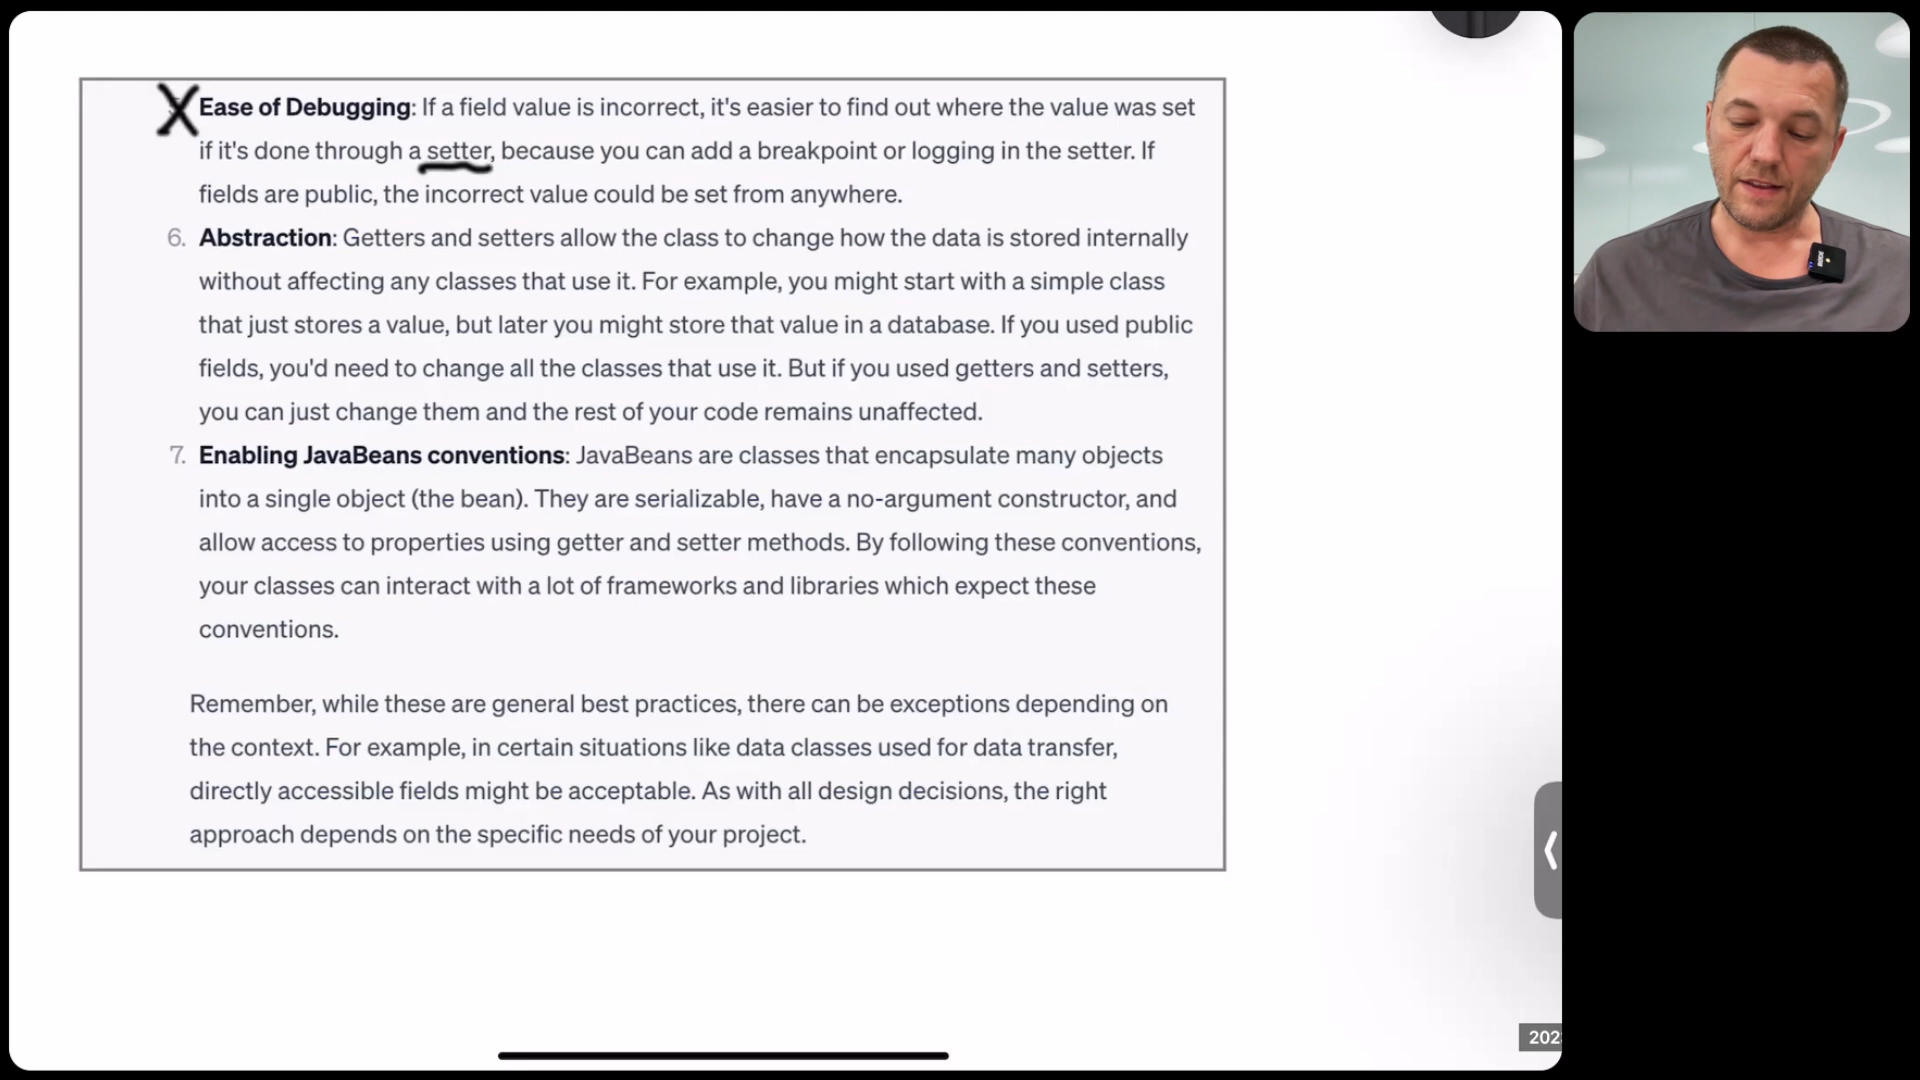 Ease of Debugging: If a field value is incorrect, it's easier to find out where the value was set
if it's done through a setter, because you can add a breakpoint or logging in the setter. If
fields are public, the incorrect value could be set from anywhere.
6. Abstraction: Getters and setters allow the class to change how the data is stored internally
without affecting any classes that use it. For example, you might start with a simple class
that just stores a value, but later you might store that value in a database. If you used public
fields, you'd need to change all the classes that use it. But if you used getters and setters,
you can just change them and the rest of your code remains unaffected.
7. Enabling JavaBeans conventions: JavaBeans are classes that encapsulate many objects
into a single object (the bean). They are serializable, have a no-argument constructor, and
allow access to properties using getter and setter methods. By following these conventions,
your classes can interact with a lot of frameworks and libraries which expect these
conventions.
Remember, while these are general best practices, there can be exceptions depending on
the context. For example, in certain situations like data classes used for data transfer,
directly accessible fields might be acceptable. As with all design decisions, the right
approach depends on the specific needs of your project.